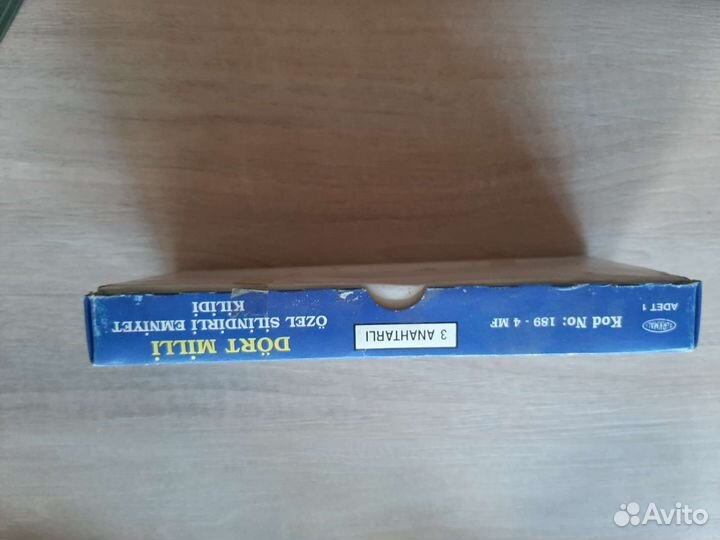 DÖRT MİLLİ
ÖZEL SİLİNDİRLİ EMNİYET
KİLİDİ
3 ANAHTARLI
Kod No: 189 - 4 MF
ADET 1
Avito